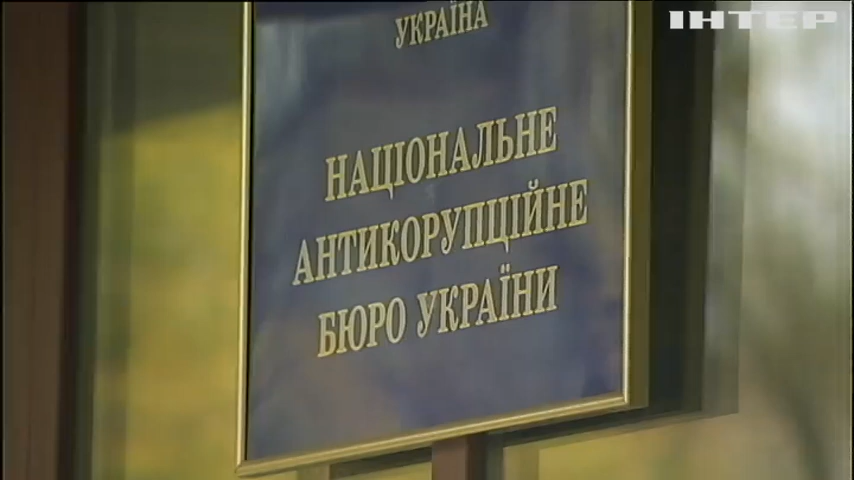 ІНТЕР
УКРАЇНА
НАЦІОНАЛЬНЕ
АНТИКОРУПЦІЙНЕ
БЮРО УКРАЇНИ